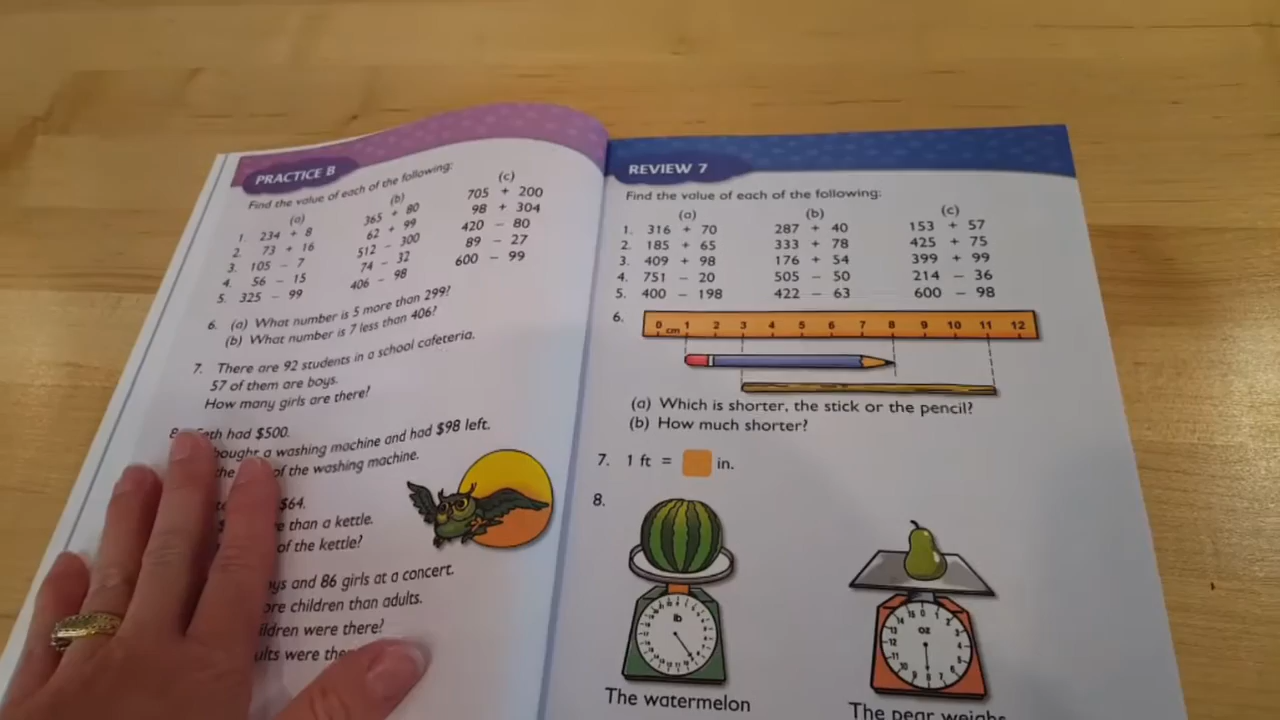 PRACTICE B
Find the value of each of the following:
(a) (b) (c)
1. 234 + 8 365 + 80 705 + 200
2. 73 + 16 62 + 99 98 + 304
3. 105 - 7 512 - 300 420 - 80
4. 56 - 15 74 - 32 89 - 27
5. 325 - 99 406 - 98 600 - 99
6. (a) What number is 5 more than 299?
(b) What number is 7 less than 406?
7. There are 92 students in a school cafeteria.
57 of them are boys.
How many girls are there?
8. had $500.
a washing machine and had $98 left.
of the washing machine.
$64.
than a kettle.
of the kettle?
and 86 girls at a concert.
children than adults.
were there?
were
REVIEW 7
Find the value of each of the following:
(a) (b) (c)
1. 316 + 70 287 + 40 153 + 57
2. 185 + 65 333 + 78 425 + 75
3. 409 + 98 176 + 54 399 + 99
4. 751 - 20 505 - 50 214 - 36
5. 400 - 198 422 - 63 600 - 98
6.
0 cm 1 2 3 4 5 6 7 8 9 10 11 12
(a) Which is shorter, the stick or the pencil?
(b) How much shorter?
7. 1 ft = in.
8.
lb
oz
The watermelon
The pear weighs